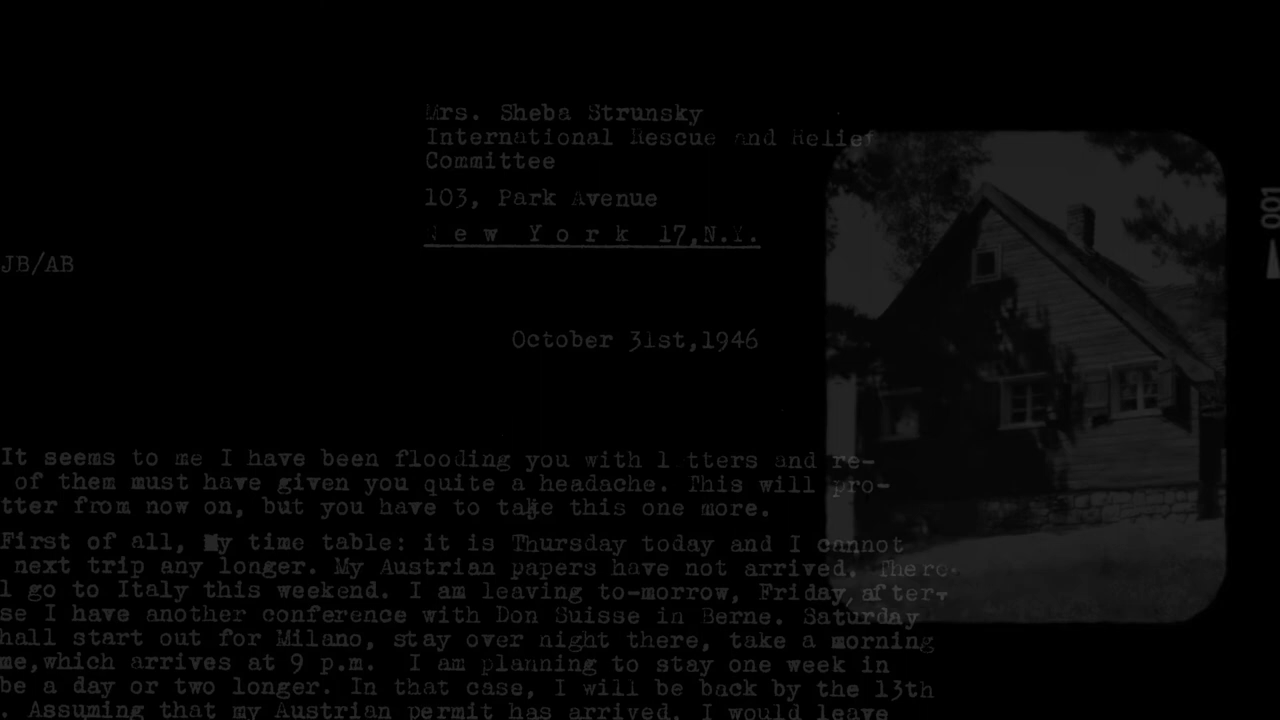 Mrs. Sheba Strunsky
International Rescue and Relief
Committee
103, Park Avenue
New York 17,N.Y.
JB/AB
October 31st,1946
It seems to me I have been flooding you with letters and re-
of them must have given you quite a headache. This will pro-
tter from now on, but you have to take this one more.
First of all, my time table: it is Thursday today and I cannot
next trip any longer. My Austrian papers have not arrived. There-
l go to Italy this weekend. I am leaving to-morrow, Friday, after-
se I have another conference with Don Suisse in Berne. Saturday
hall start out for Milano, stay over night there, take a morning
me,which arrives at 9 p.m. I am planning to stay one week in
be a day or two longer. In that case, I will be back by the 13th
. Assuming that my Austrian permit has arrived, I would leave
001